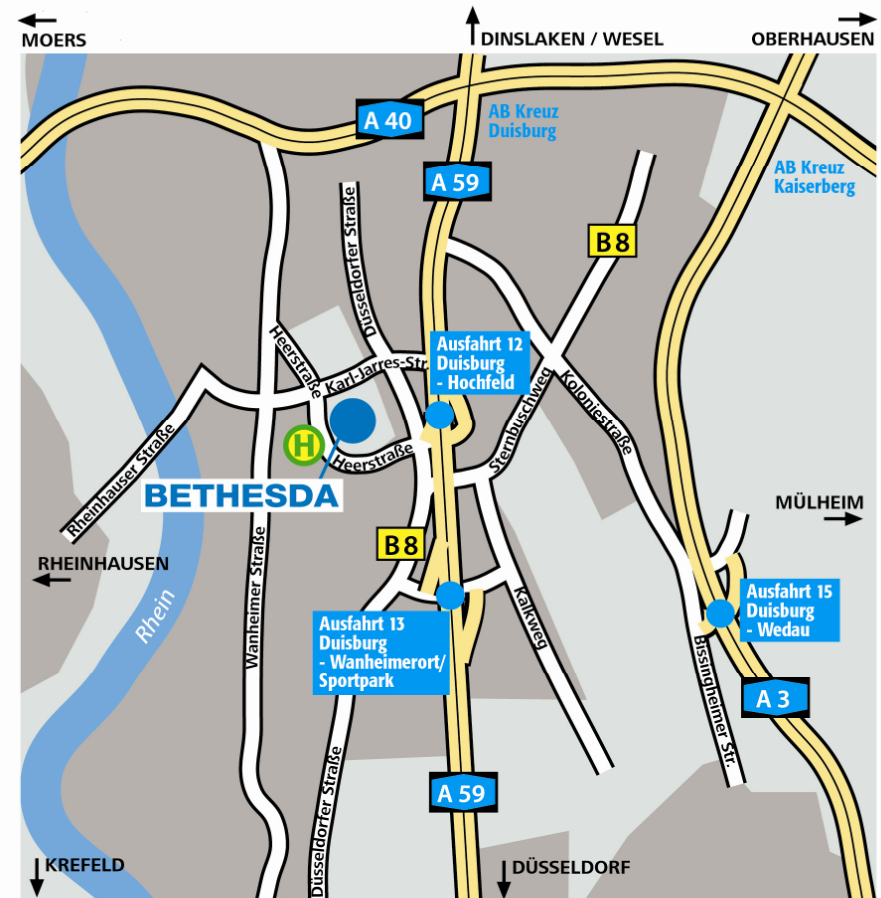 MOERS
DINSLAKEN / WESEL
OBERHAUSEN
A 40
AB Kreuz
Duisburg
A 59
AB Kreuz
Kaiserberg
B 8
Düsseldorfer Straße
Heerstraße
Karl-Jarres-Str.
Ausfahrt 12
Duisburg
- Hochfeld
Sternbuschweg
Koloniestraße
Rheinhauser Straße
H
Heerstraße
BETHESDA
MÜLHEIM
B 8
RHEINHAUSEN
Rhein
Wanheimer Straße
Ausfahrt 13
Duisburg
- Wanheimerort/
Sportpark
Kalkweg
Ausfahrt 15
Duisburg
- Wedau
Bissingheimer Str.
A 3
Düsseldorfer Straße
A 59
KREFELD
DÜSSELDORF